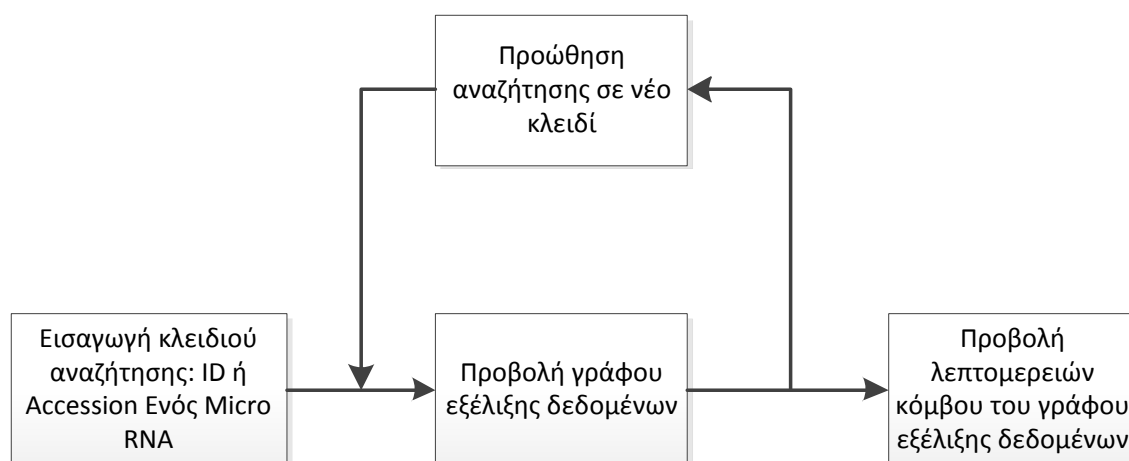 Προώθηση
αναζήτησης σε νέο
κλειδί
Εισαγωγή κλειδιού
αναζήτησης: ID ή
Accession Ενός Micro
RNA
Προβολή γράφου
εξέλιξης δεδομένων
Προβολή
λεπτομερειών
κόμβου του γράφου
εξέλιξης δεδομένων